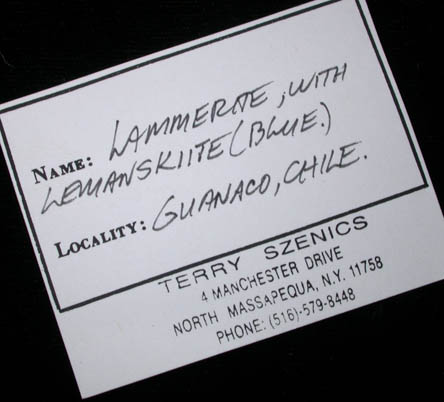 NAME: LAMMERITE, WITH
LEMANSKIITE (BLUE.)
LOCALITY: GUANACO, CHILE.
TERRY SZENICS
4 MANCHESTER DRIVE
NORTH MASSAPEQUA, N.Y. 11758
PHONE: (516)-579-8448